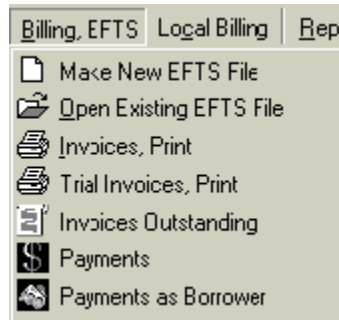 Billing, EFTS Local Billing Rep
Make New EFTS File
Open Existing EFTS File
Invoices, Print
Trial Invoices, Print
Invoices Outstanding
Payments
Payments as Borrower